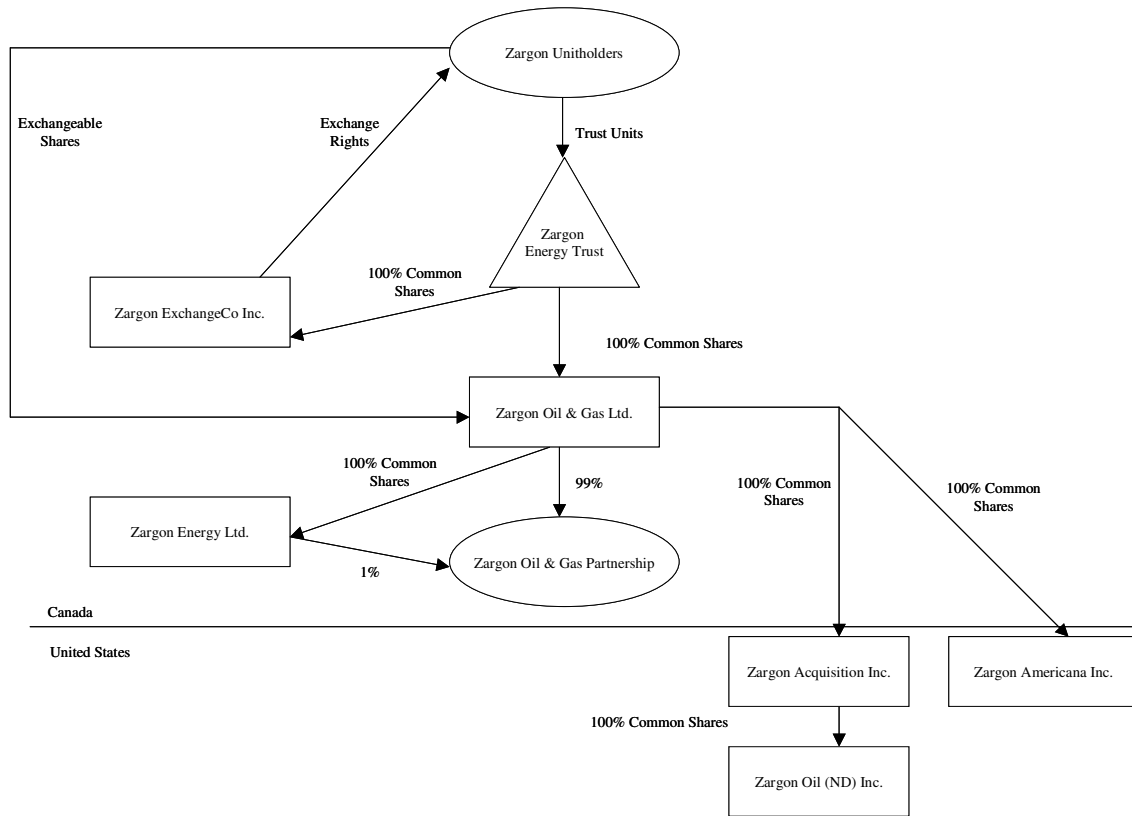 Zargon Unitholders
Exchangeable
Shares
Exchange
Rights
Trust Units
Zargon
Energy Trust
100% Common
Shares
Zargon ExchangeCo Inc.
100% Common Shares
Zargon Oil & Gas Ltd.
100% Common
Shares
99%
100% Common
Shares
100% Common
Shares
Zargon Energy Ltd.
Zargon Oil & Gas Partnership
1%
Canada
United States
Zargon Acquisition Inc.
Zargon Americana Inc.
100% Common Shares
Zargon Oil (ND) Inc.